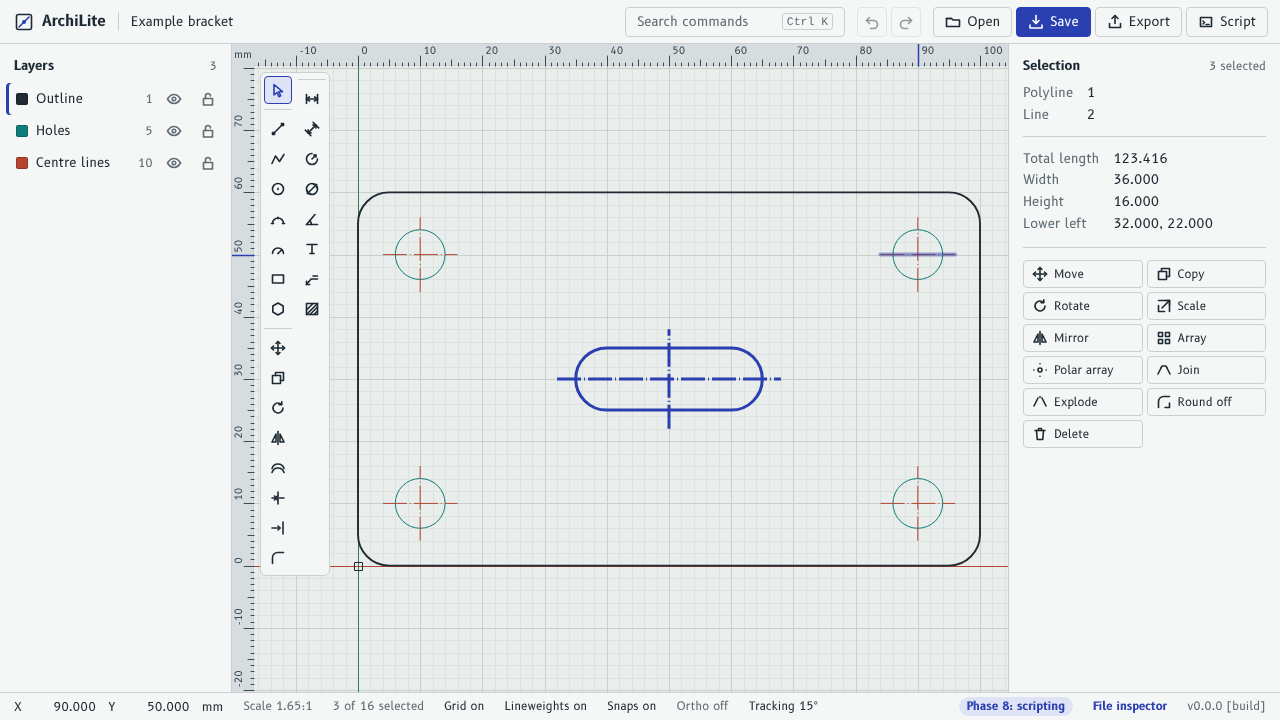 ArchiLite Example bracket Search commands Ctrl K Open Save Export Script
Layers 3
Outline 1
Holes 5
Centre lines 10
mm -10 0 10 20 30 40 50 60 70 80 90 100
70
60
50
40
30
20
10
0
-10
-20
Selection 3 selected
Polyline 1
Line 2
Total length 123.416
Width 36.000
Height 16.000
Lower left 32.000, 22.000
Move Copy
Rotate Scale
Mirror Array
Polar array Join
Explode Round off
Delete
X 90.000 Y 50.000 mm Scale 1.65:1 3 of 16 selected Grid on Lineweights on Snaps on Ortho off Tracking 15° Phase 8: scripting File inspector v0.0.0 [build]